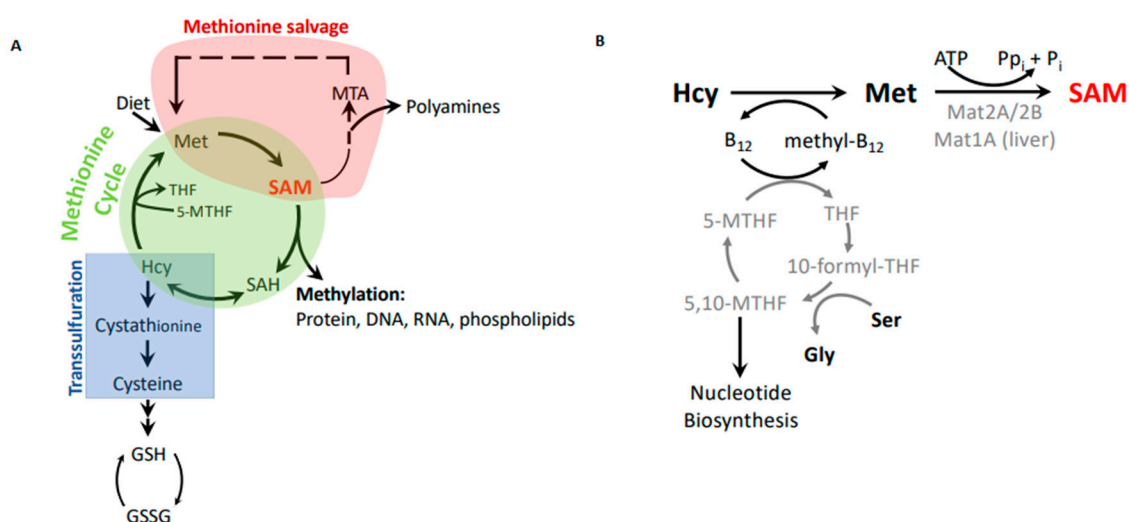 A
Methionine salvage
MTA
Polyamines
Diet
Met
SAM
Methionine
Cycle
THF
5-MTHF
Hcy
SAH
Methylation:
Protein, DNA, RNA, phospholipids
Transsulfuration
Cystathionine
Cysteine
GSH
GSSG
B
ATP
Ppi + Pi
Hcy
Met
SAM
Mat2A/2B
Mat1A (liver)
B12
methyl-B12
5-MTHF
THF
10-formyl-THF
5,10-MTHF
Ser
Gly
Nucleotide
Biosynthesis